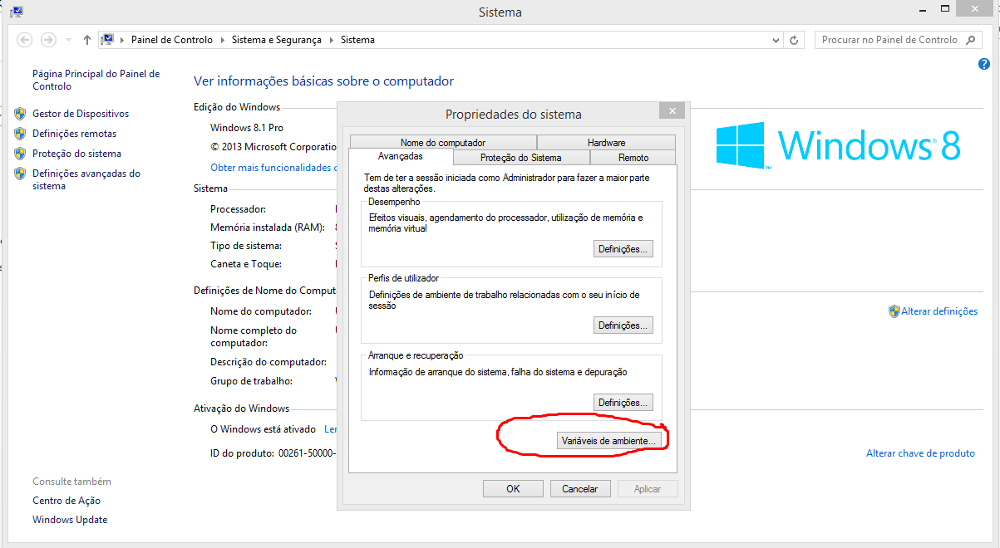 Sistema
Painel de Controlo
Sistema e Segurança
Sistema
Procurar no Painel de Controlo
Página Principal do Painel de
Controlo
Gestor de Dispositivos
Definições remotas
Proteção do sistema
Definições avançadas do
sistema
Consulte também
Centro de Ação
Windows Update
Ver informações básicas sobre o computador
Edição do Windows
Windows 8.1 Pro
© 2013 Microsoft Corporatio
Obter mais funcionalidades
Sistema
Processador:
Memória instalada (RAM):
Tipo de sistema:
Caneta e Toque:
Definições de Nome do Comput
Nome do computador:
Nome completo do
computador:
Descrição do computador:
Grupo de trabalho:
Ativação do Windows
O Windows está ativado Ler
ID do produto: 00261-50000-
Windows 8
Alterar definições
Alterar chave de produto
Propriedades do sistema
Nome do computador
Hardware
Avançadas
Proteção do Sistema
Remoto
Tem de ter a sessão iniciada como Administrador para fazer a maior parte
destas alterações.
Desempenho
Efeitos visuais, agendamento do processador, utilização de memória e
memória virtual
Definições...
Perfis de utilizador
Definições de ambiente de trabalho relacionadas com o seu início de
sessão
Definições...
Arranque e recuperação
Informação de arranque do sistema, falha do sistema e depuração
Definições...
Variáveis de ambiente...
OK
Cancelar
Aplicar